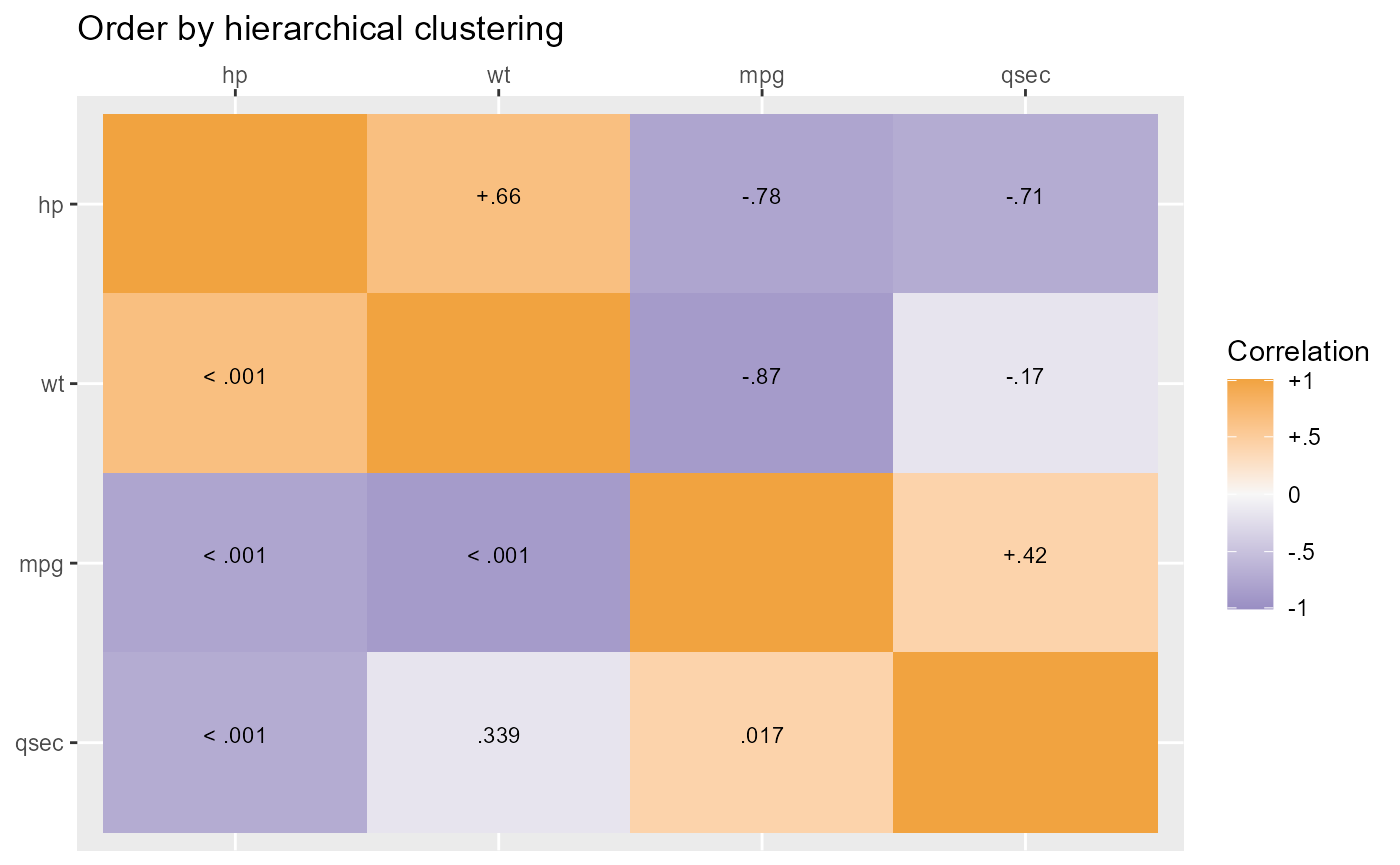 Order by hierarchical clustering
hp wt mpg qsec
hp +.66 -.78 -.71
wt < .001 -.87 -.17
mpg < .001 < .001 +.42
qsec < .001 .339 .017
Correlation
+1
+.5
0
-.5
-1